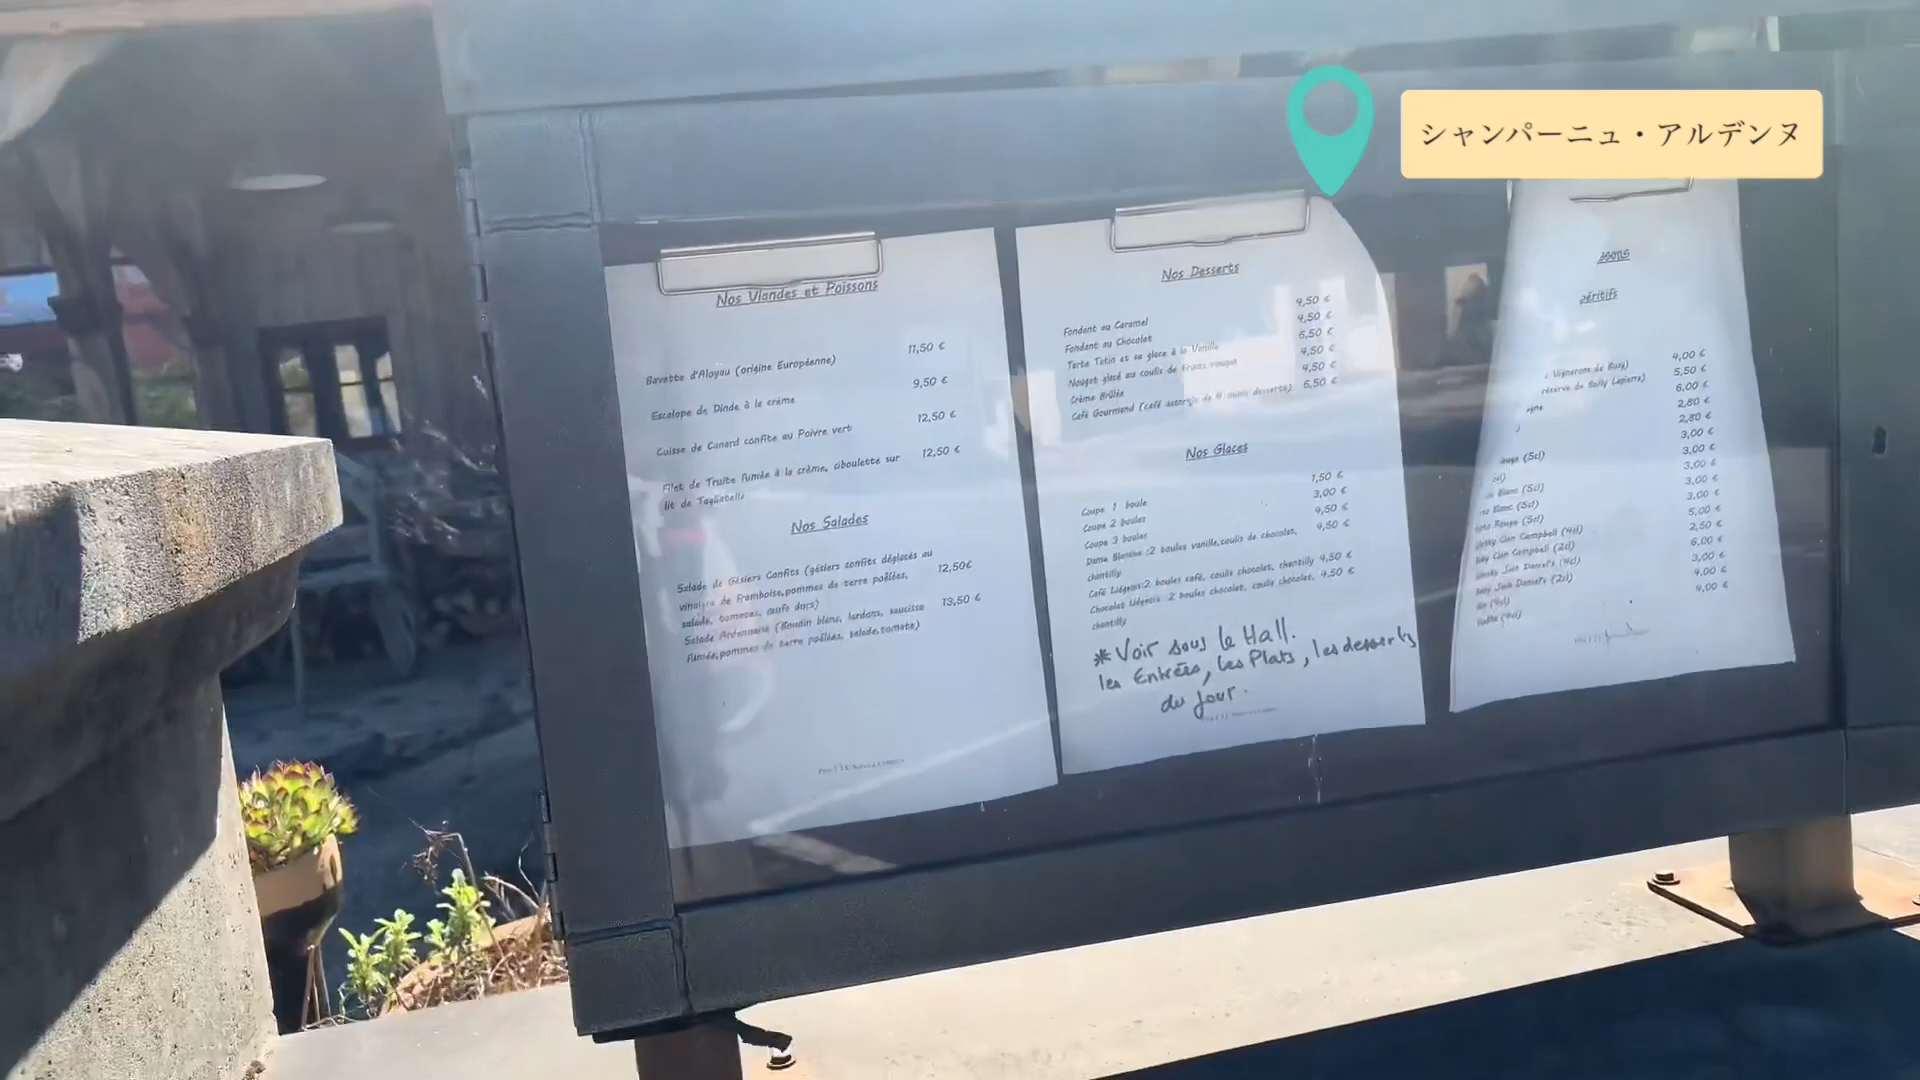 シャンパーニュ・アルデンヌ
Nos Viandes et Poissons
Bavette d'Aloyau (origine Européenne) 11,50 €
Escalope de Dinde à la crème 9,50 €
Cuisse de Canard confite au Poivre vert 12,50 €
Filet de Truite fumée à la crème, ciboulette sur 12,50 €
lit de Tagliatelle
Nos Salades
Salade de Gésiers Confits (gésiers confits déglacés au
vinaigre de Framboise,pommes de terre poêlées, 12,50€
salade, tomates, œufs durs)
Salade Ardennaise (Boudin blanc, lardons, saucisse 13,50 €
fumée,pommes de terre poêlées, salade,tomate)
Nos Desserts
Fondant au Caramel 4,50 €
Fondant au Chocolat 4,50 €
Tarte Tatin et sa glace à la Vanille 6,50 €
Nougat glacé au coulis de Fruits rouges 4,50 €
Crème Brûlée 4,50 €
Café Gourmand (café assorti de 4 minis desserts) 6,50 €
Nos Glaces
Coupe 1 boule 1,50 €
Coupe 2 boules 3,00 €
Coupe 3 boules 4,50 €
Dame Blanche :2 boules vanille,coulis de chocolat, 4,50 €
chantilly
Café Liégeois:2 boules café, coulis chocolat, chantilly 4,50 €
Chocolat Liégeois :2 boules chocolat, coulis chocolat, 4,50 €
chantilly
*Voir sous le Hall.
les Entrées, les Plats, les desserts
du jour.
ssons
péritifs
Vignerons de Buxy) 4,00 €
réserve de Bailly Lapierre) 5,50 €
agne 6,00 €
) 2,80 €
2,80 €
ouge (5cl) 3,00 €
5cl) 3,00 €
Blanc (5cl) 3,00 €
Blanc (5cl) 3,00 €
Rouge (5cl) 3,00 €
Whisky Clan Campbell (4cl) 5,00 €
Baby Clan Campbell (2cl) 2,50 €
Whisky Jack Daniel's (4cl) 6,00 €
Baby Jack Daniel's (2cl) 3,00 €
Gin (4cl) 4,00 €
Vodka (4cl) 4,00 €